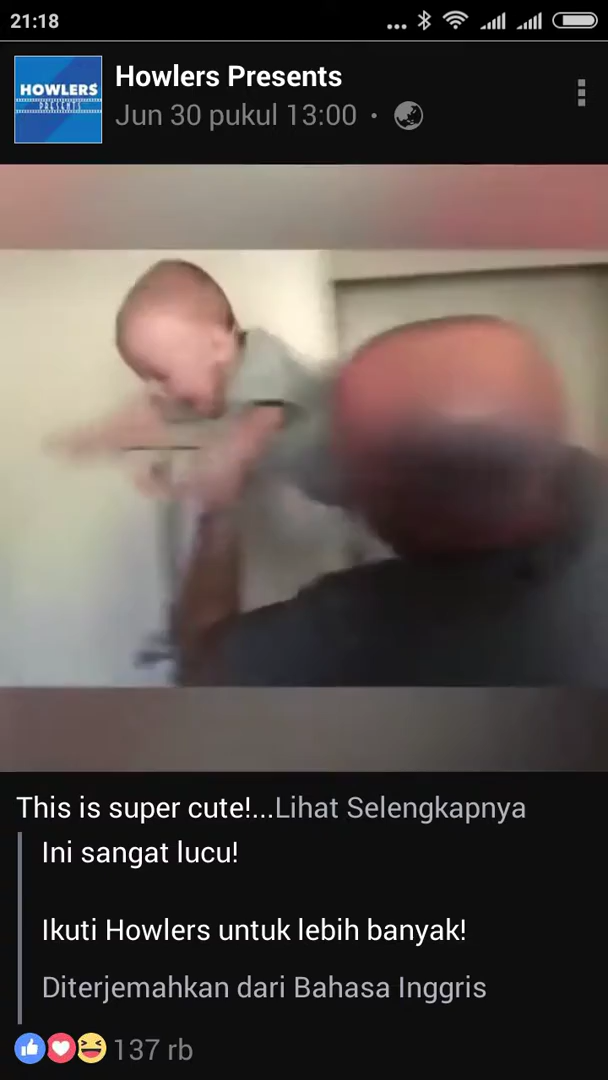 21:18
HOWLERS
PRESENTS
Howlers Presents
Jun 30 pukul 13:00 ·
This is super cute!...Lihat Selengkapnya
Ini sangat lucu!
Ikuti Howlers untuk lebih banyak!
Diterjemahkan dari Bahasa Inggris
137 rb